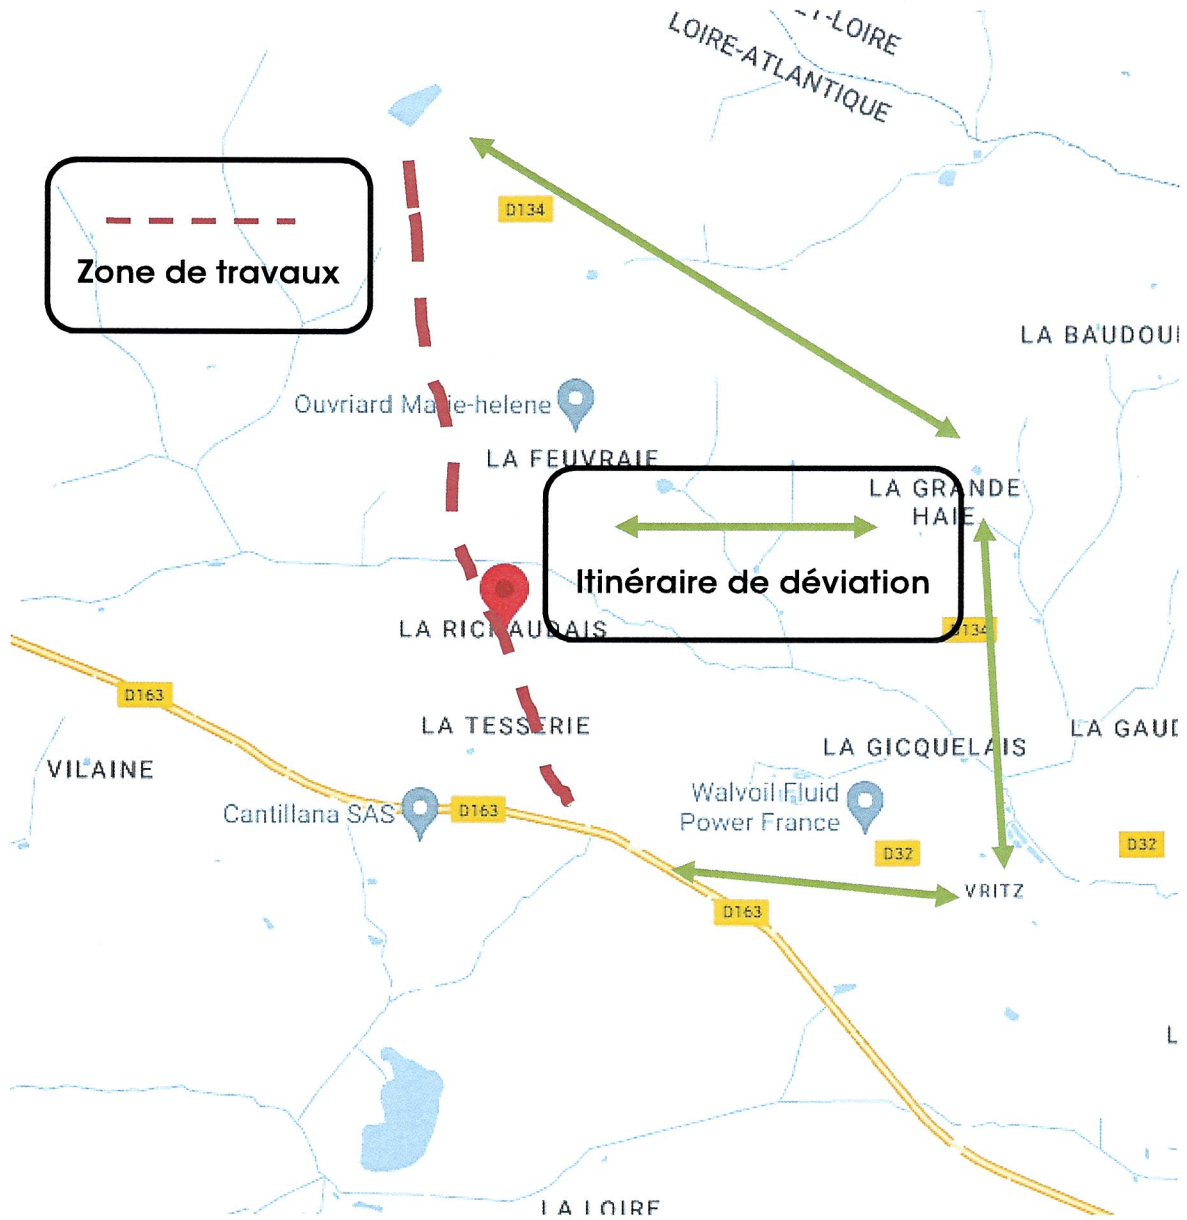 ET-LOIRE
LOIRE-ATLANTIQUE
D134
Zone de travaux
LA BAUDOUI
Ouvriard Marie-helene
LA FEUVRAIE
LA GRANDE
HAIE
Itinéraire de déviation
LA RICHAUDAIS
D134
D163
LA TESSERIE
LA GAUD
LA GICQUELAIS
VILAINE
Walvoil Fluid
Power France
Cantillana SAS
D163
D32
D32
VRITZ
D163
L
LA LOIRE